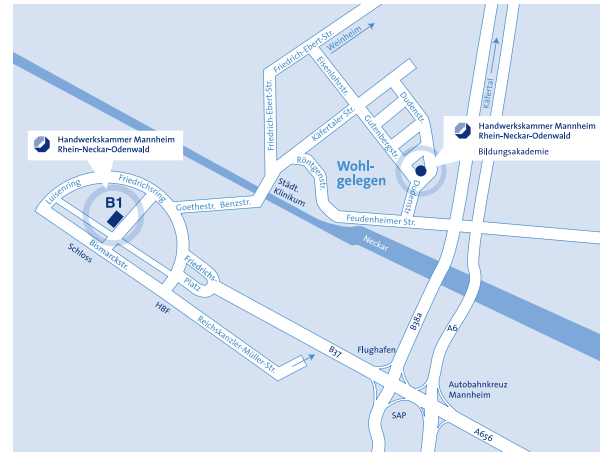 Weinheim
Friedrich-Ebert-Str.
Friedrich-Ebert-Str.
Eisenlohrstr.
Käfertal
Käfertaler Str.
Dudenstr.
Gutenbergstr.
Handwerkskammer Mannheim
Rhein-Neckar-Odenwald
Bildungsakademie
Handwerkskammer Mannheim
Rhein-Neckar-Odenwald
Wohl-
gelegen
Röntgenstr.
Dudenstr
Städt.
Klinikum
Luisenring
Friedrichsring
B1
Goethestr.
Benzstr.
Feudenheimer Str.
Neckar
Schloss
Bismarckstr.
Friedrichs-
Platz
HBF
Reichskanzler-Müller-Str.
B37
B38a
A6
Flughafen
Autobahnkreuz
Mannheim
SAP
A656